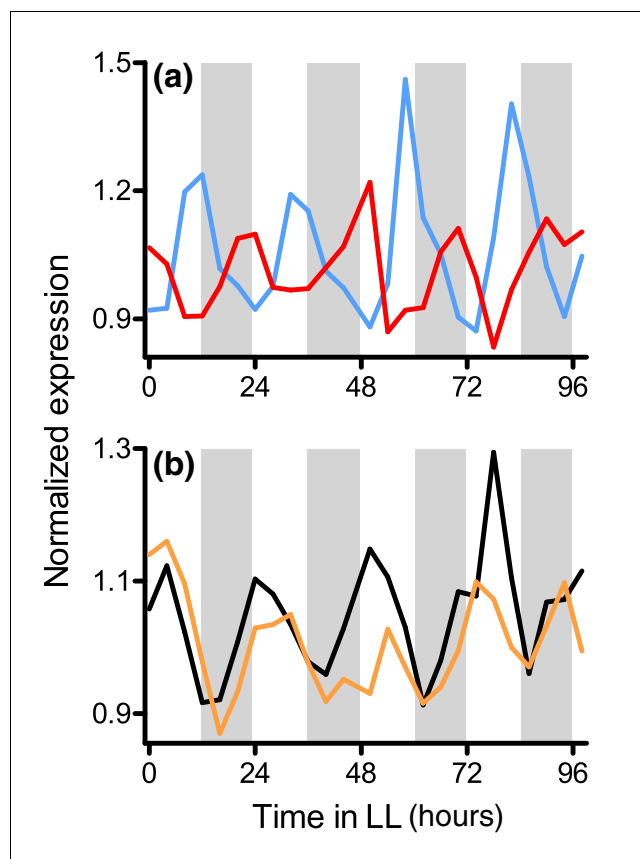 (a)
1.5
1.2
0.9
0 24 48 72 96
Normalized expression
(b)
1.3
1.1
0.9
0 24 48 72 96
Time in LL (hours)